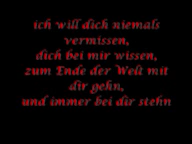 ich will dich niemals
vermissen,
dich bei mir wissen,
zum Ende der Welt mit
dir gehn,
und immer bei dir stehn